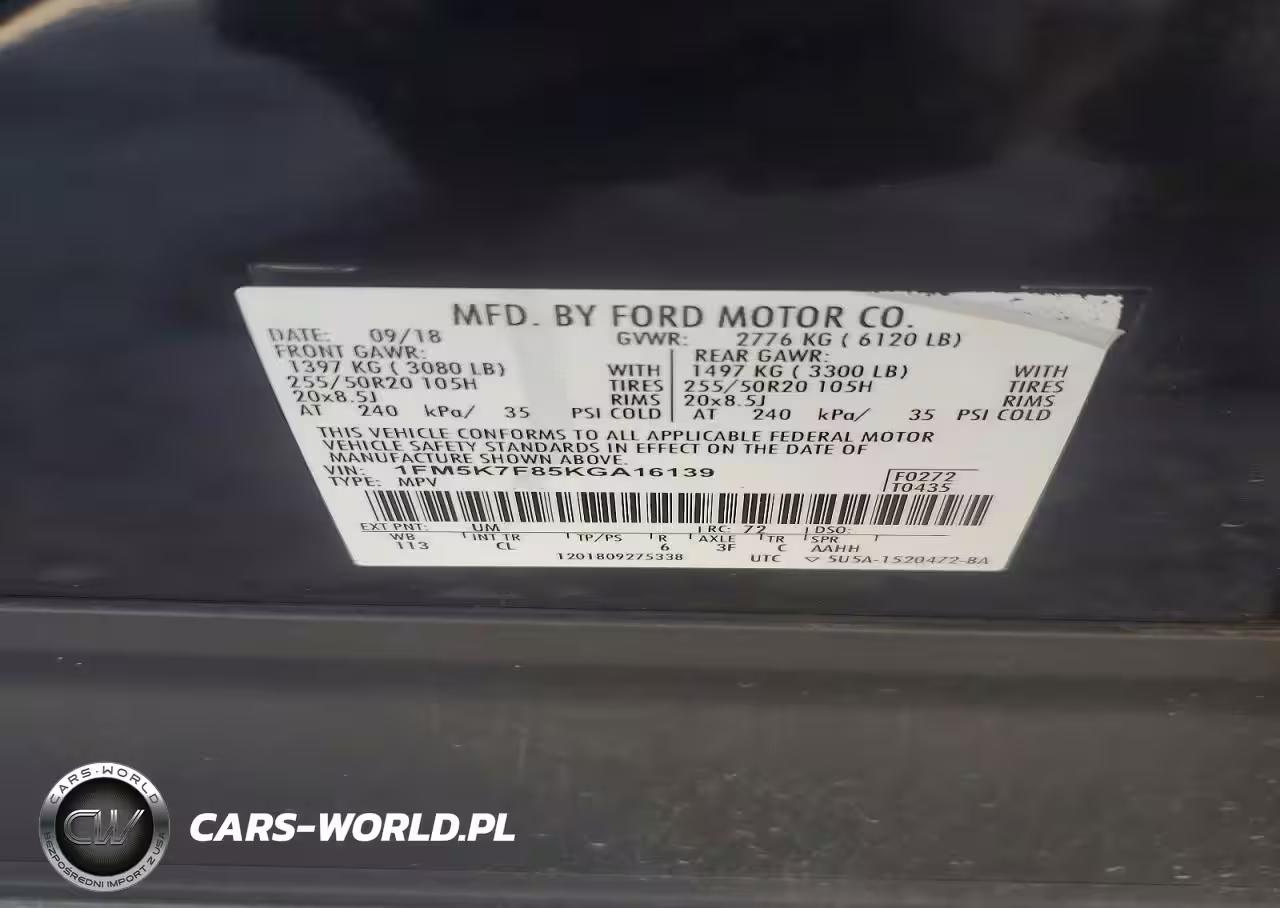 MFD. BY FORD MOTOR CO.
DATE: 09/18 GVWR: 2776 KG ( 6120 LB)
FRONT GAWR: REAR GAWR:
1397 KG ( 3080 LB) WITH 1497 KG ( 3300 LB) WITH
255/50R20 105H TIRES 255/50R20 105H TIRES
20x8.5J RIMS 20x8.5J RIMS
AT 240 kPa/ 35 PSI COLD AT 240 kPa/ 35 PSI COLD
THIS VEHICLE CONFORMS TO ALL APPLICABLE FEDERAL MOTOR
VEHICLE SAFETY STANDARDS IN EFFECT ON THE DATE OF
MANUFACTURE SHOWN ABOVE.
VIN: 1FM5K7F85KGA16139 F0272
TYPE: MPV T0435
EXT PNT: UM RC: 72 DSO:
WB INT TR TP/PS R AXLE TR SPR
113 CL 6 3F C AAHH
1201809275338 UTC ▽ 5U5A-1520472-BA
CARS-WORLD
CW
BEZPOŚREDNI IMPORT Z USA
CARS-WORLD.PL